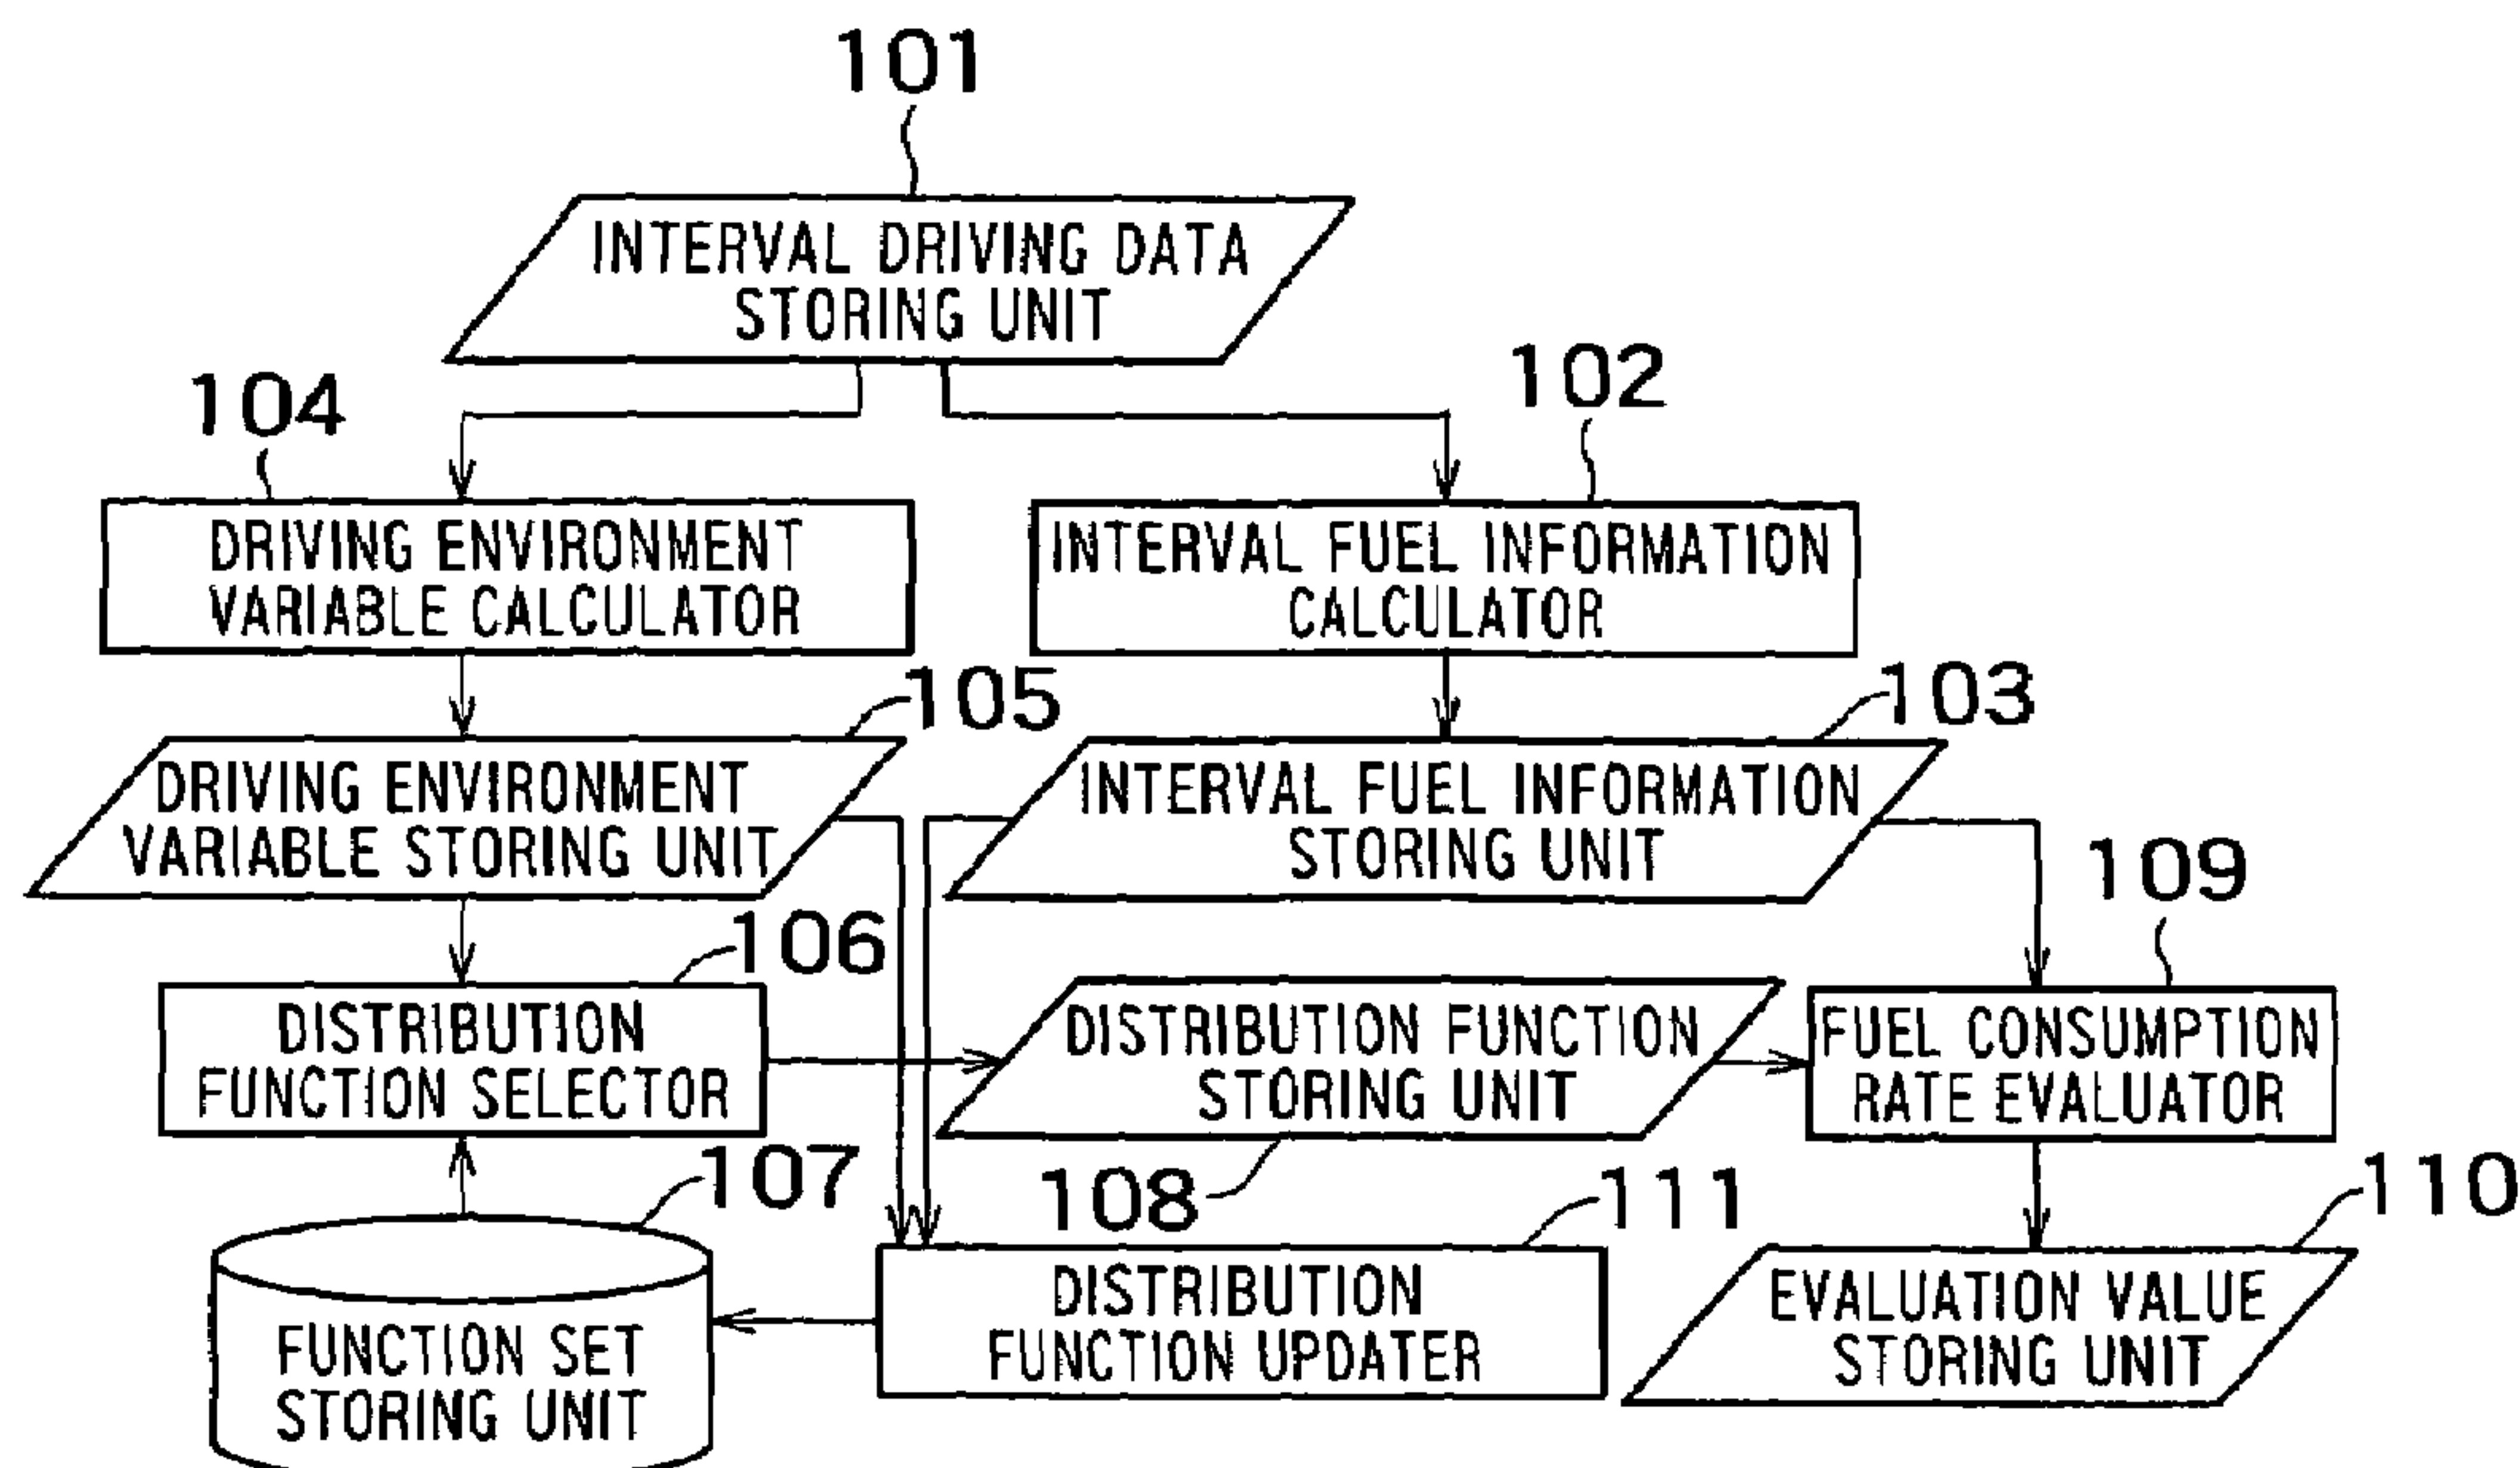 101
INTERVAL DRIVING DATA
STORING UNIT
104
102
DRIVING ENVIRONMENT
VARIABLE CALCULATOR
INTERVAL FUEL INFORMATION
CALCULATOR
105
103
DRIVING ENVIRONMENT
VARIABLE STORING UNIT
INTERVAL FUEL INFORMATION
STORING UNIT
109
106
DISTRIBUTION
FUNCTION SELECTOR
DISTRIBUTION FUNCTION
STORING UNIT
FUEL CONSUMPTION
RATE EVALUATOR
107
108
111
110
FUNCTION SET
STORING UNIT
DISTRIBUTION
FUNCTION UPDATER
EVALUATION VALUE
STORING UNIT